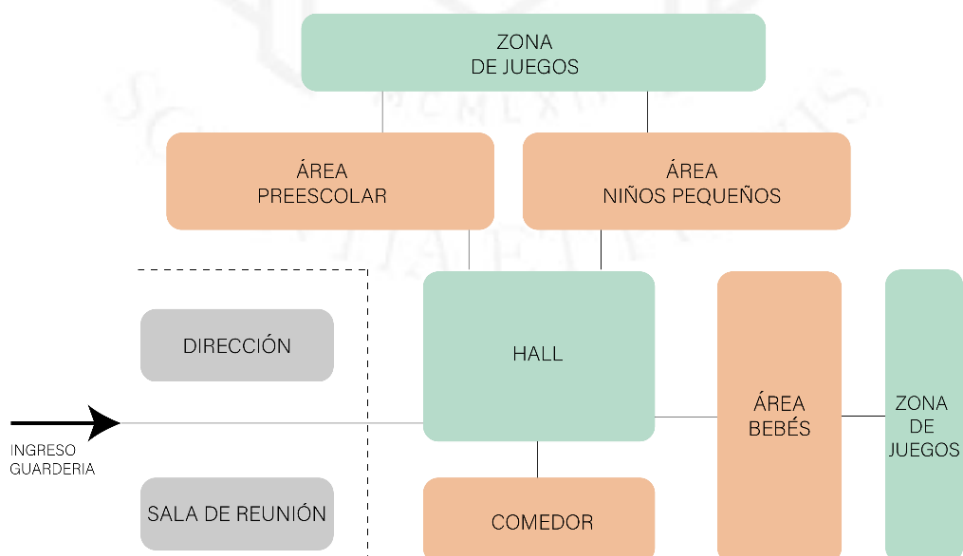 ZONA
DE JUEGOS
ÁREA
PREESCOLAR
ÁREA
NIÑOS PEQUEÑOS
DIRECCIÓN
HALL
ÁREA
BEBÉS
ZONA
DE
JUEGOS
INGRESO
GUARDERIA
SALA DE REUNIÓN
COMEDOR